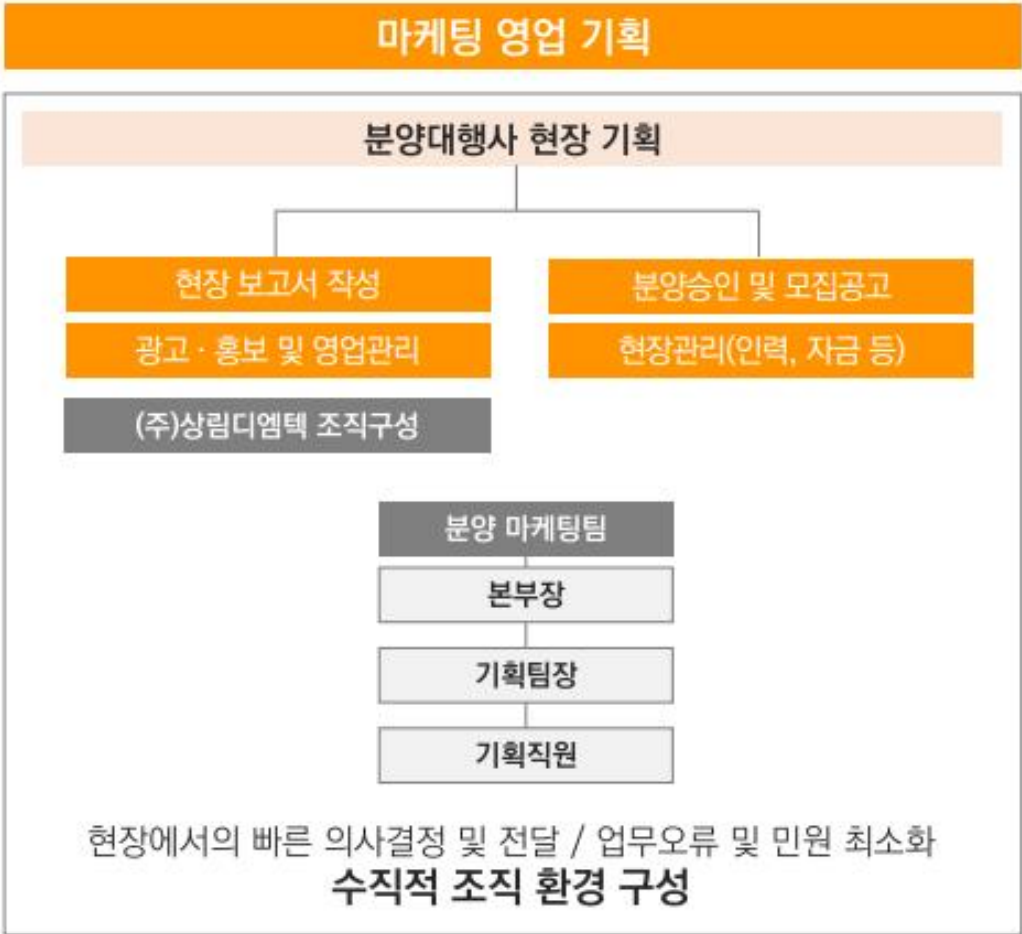 마케팅 영업 기획
분양대행사 현장 기획
현장 보고서 작성
분양승인 및 모집공고
광고 · 홍보 및 영업관리
현장관리(인력, 자금 등)
(주)상림디엠텍 조직구성
분양 마케팅팀
본부장
기획팀장
기획직원
현장에서의 빠른 의사결정 및 전달 / 업무오류 및 민원 최소화
수직적 조직 환경 구성